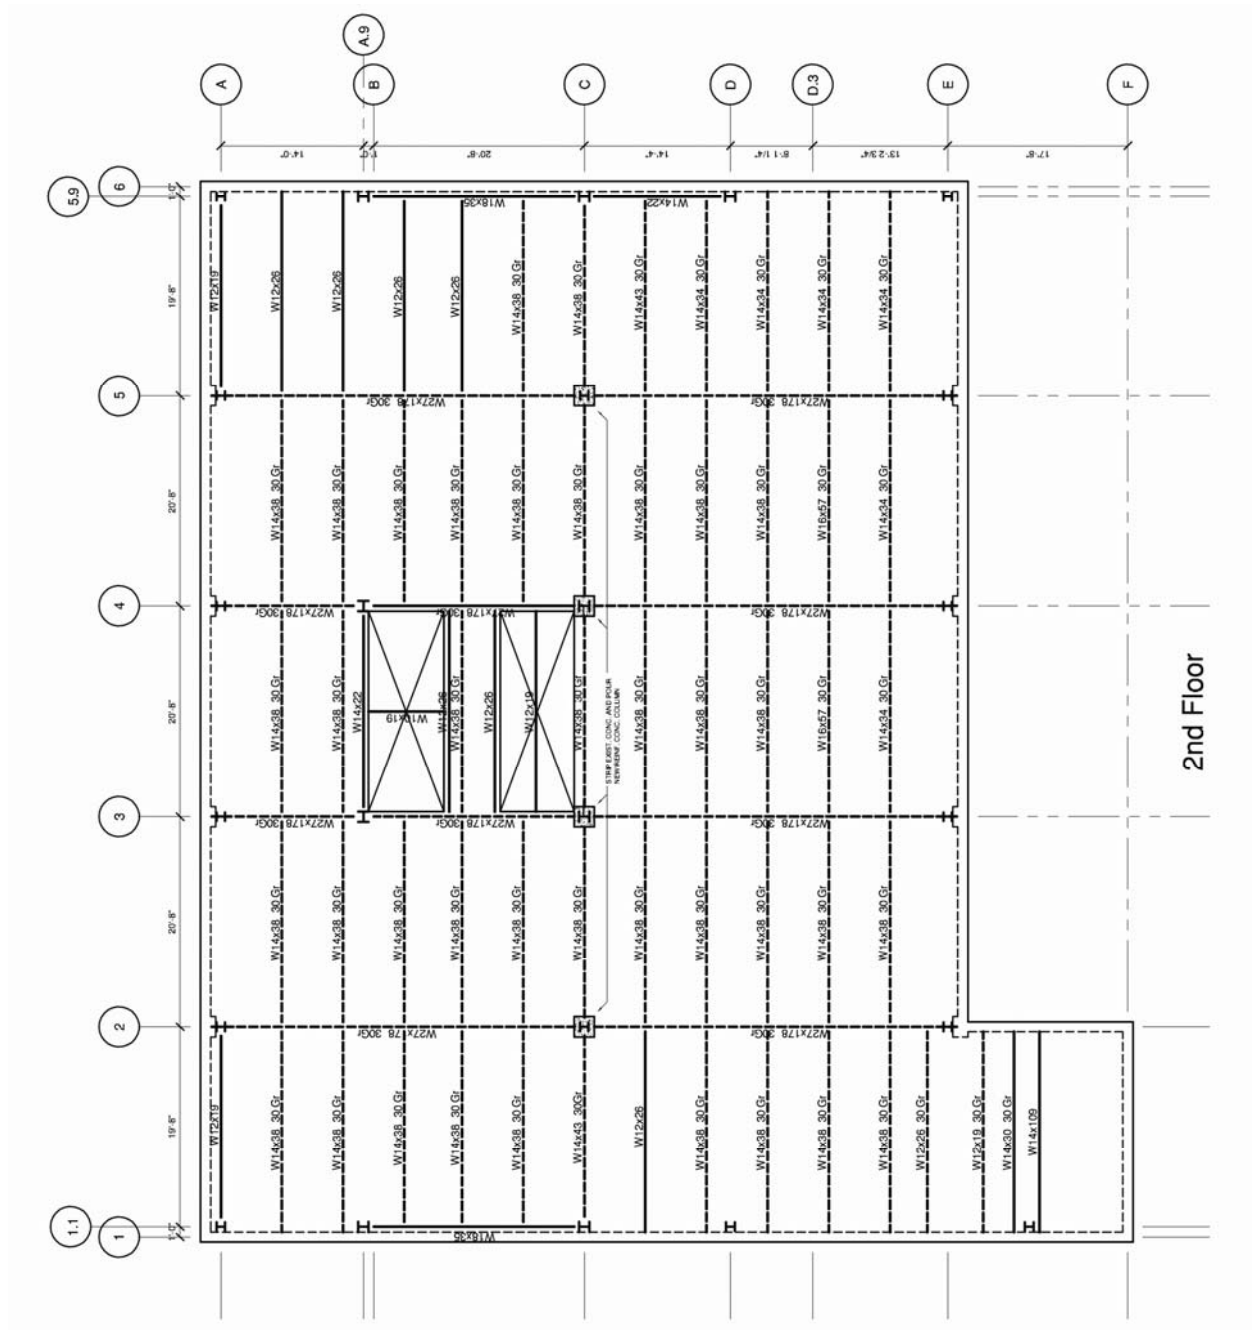 A
A.9
B
C
D
D.3
E
F
14'-0"
1'-0"
20'-8"
14'-4"
8'-1 1/4"
13'-2 3/4"
17'-8"
5.9
6
5
4
3
2
1.1
1
1'-0"
19'-8"
20'-8"
20'-8"
20'-8"
19'-8"
1'-0"
W18x35
W14x22
W12x19
W12x26
W12x26
W12x26
W12x26
W14x38 30 Gr
W14x38 30 Gr
W14x43 30 Gr
W14x34 30 Gr
W14x34 30 Gr
W14x34 30 Gr
W14x34 30 Gr
W27x178 30Gr
W27x178 30Gr
W14x38 30 Gr
W14x38 30 Gr
W14x38 30 Gr
W14x38 30 Gr
W14x38 30 Gr
W14x38 30 Gr
W14x38 30 Gr
W14x38 30 Gr
W14x38 30 Gr
W16x57 30 Gr
W14x34 30 Gr
W27x178 30Gr
W27x178 30Gr
W27x178 30Gr
W14x38 30 Gr
W14x38 30 Gr
W14x22
W14x38 30 Gr
W12x26
W12x19
W14x38 30 Gr
STRIP EXIST. CONC. AND POUR
NEW REINF. CONC. COLUMN
W14x38 30 Gr
W14x38 30 Gr
W14x38 30 Gr
W16x57 30 Gr
W14x34 30 Gr
W27x178 30Gr
W27x178 30Gr
W27x178 30Gr
W14x38 30 Gr
W14x38 30 Gr
W14x38 30 Gr
W14x38 30 Gr
W14x38 30 Gr
W14x38 30 Gr
W14x38 30 Gr
W14x38 30 Gr
W14x38 30 Gr
W14x38 30 Gr
W14x38 30 Gr
W27x178 30Gr
W27x178 30Gr
W12x19
W14x38 30 Gr
W14x38 30 Gr
W14x38 30 Gr
W14x38 30 Gr
W14x38 30 Gr
W14x43 30Gr
W12x26
W14x38 30 Gr
W14x38 30 Gr
W14x38 30 Gr
W14x38 30 Gr
W12x26 30 Gr
W12x19 30 Gr
W14x30 30 Gr
W14x109
W18x35
2nd Floor